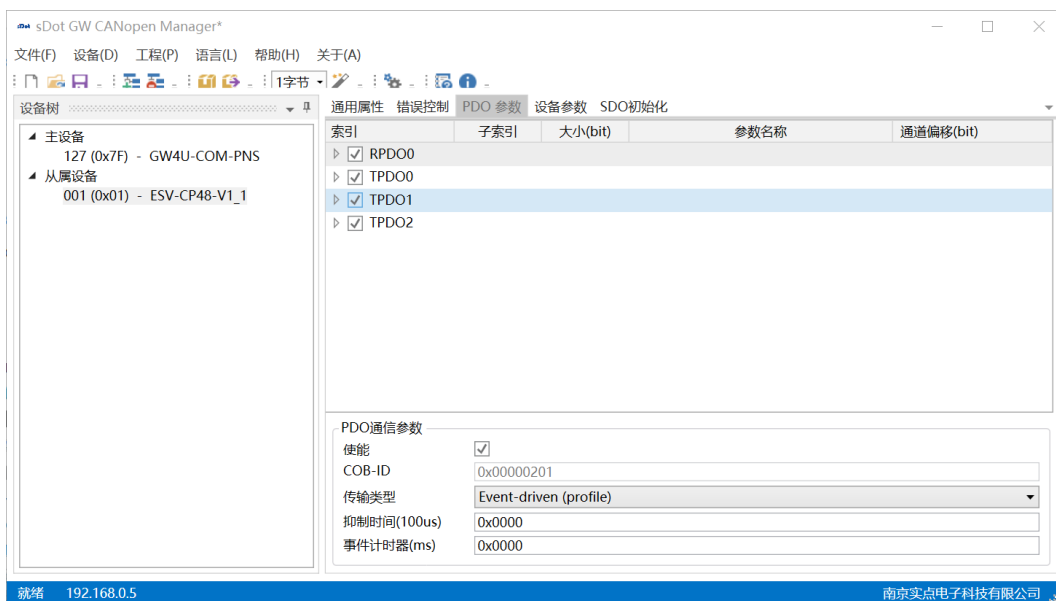 sDot GW CANopen Manager*
文件(F) 设备(D) 工程(P) 语言(L) 帮助(H) 关于(A)
1字节
设备树
主设备
127 (0x7F) - GW4U-COM-PNS
从属设备
001 (0x01) - ESV-CP48-V1_1
通用属性 错误控制 PDO 参数 设备参数 SDO初始化
索引 子索引 大小(bit) 参数名称 通道偏移(bit)
RPDO0
TPDO0
TPDO1
TPDO2
PDO通信参数
使能
COB-ID 0x00000201
传输类型 Event-driven (profile)
抑制时间(100us) 0x0000
事件计时器(ms) 0x0000
就绪 192.168.0.5 南京实点电子科技有限公司